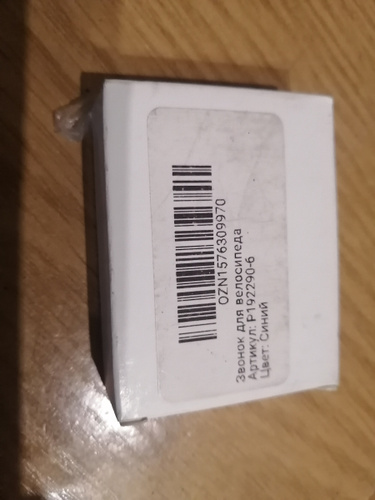 OZN1576309970
Звонок для велосипеда
Артикул: P192290-6
Цвет: Синий